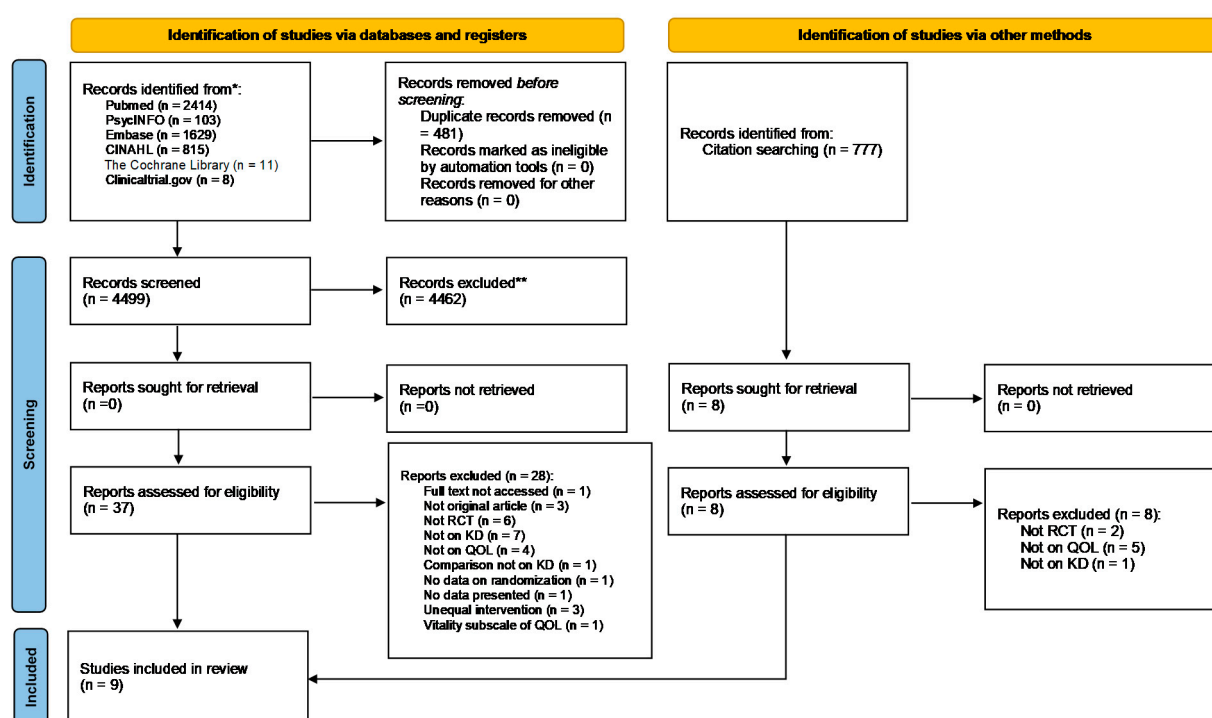 Identification of studies via databases and registers
Identification of studies via other methods
Identification
Records identified from*:
Pubmed (n = 2414)
PsycINFO (n = 103)
Embase (n = 1629)
CINAHL (n = 815)
The Cochrane Library (n = 11)
Clinicaltrial.gov (n = 8)
Records removed before
screening:
Duplicate records removed (n
= 481)
Records marked as ineligible
by automation tools (n = 0)
Records removed for other
reasons (n = 0)
Records identified from:
Citation searching (n = 777)
Screening
Records screened
(n = 4499)
Records excluded**
(n = 4462)
Reports sought for retrieval
(n =0)
Reports not retrieved
(n =0)
Reports sought for retrieval
(n = 8)
Reports not retrieved
(n = 0)
Reports assessed for eligibility
(n = 37)
Reports excluded (n = 28):
Full text not accessed (n = 1)
Not original article (n = 3)
Not RCT (n = 6)
Not on KD (n = 7)
Not on QOL (n = 4)
Comparison not on KD (n = 1)
No data on randomization (n = 1)
No data presented (n = 1)
Unequal intervention (n = 3)
Vitality subscale of QOL (n = 1)
Reports assessed for eligibility
(n = 8)
Reports excluded (n = 8):
Not RCT (n = 2)
Not on QOL (n = 5)
Not on KD (n = 1)
Included
Studies included in review
(n = 9)